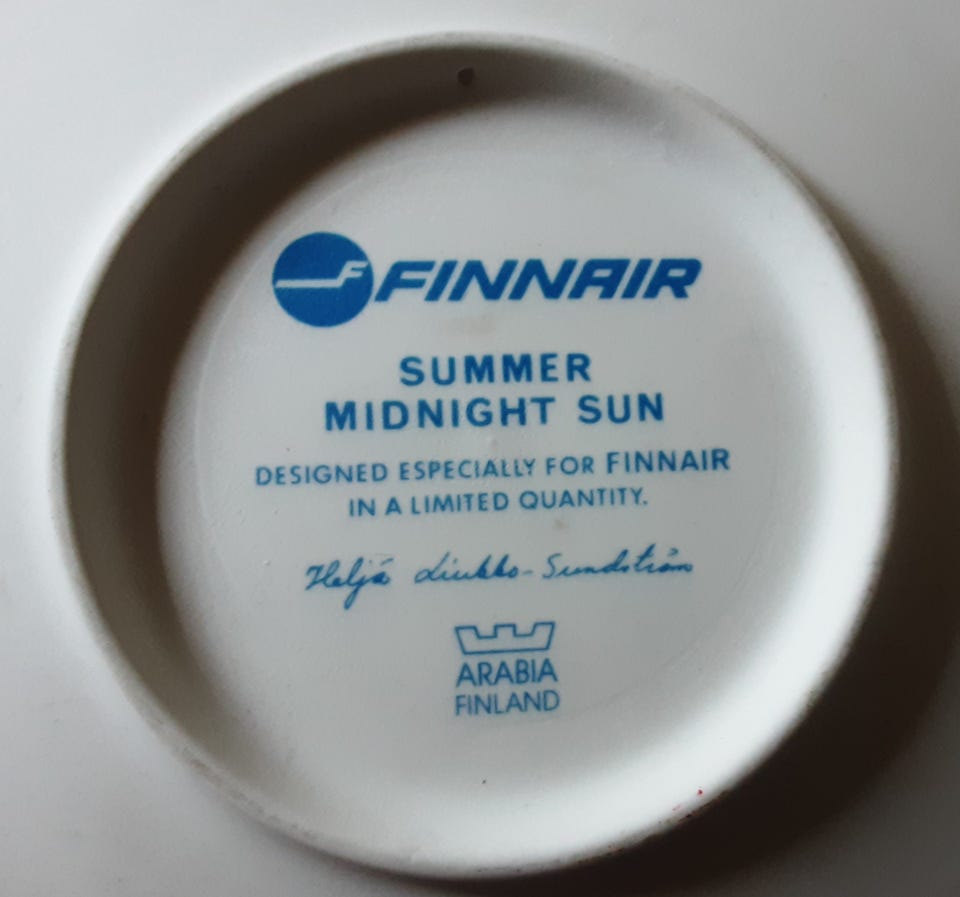 F FINNAIR
SUMMER
MIDNIGHT SUN
DESIGNED ESPECIALLY FOR FINNAIR
IN A LIMITED QUANTITY.
Heljä Liukko-Sundström
ARABIA
FINLAND